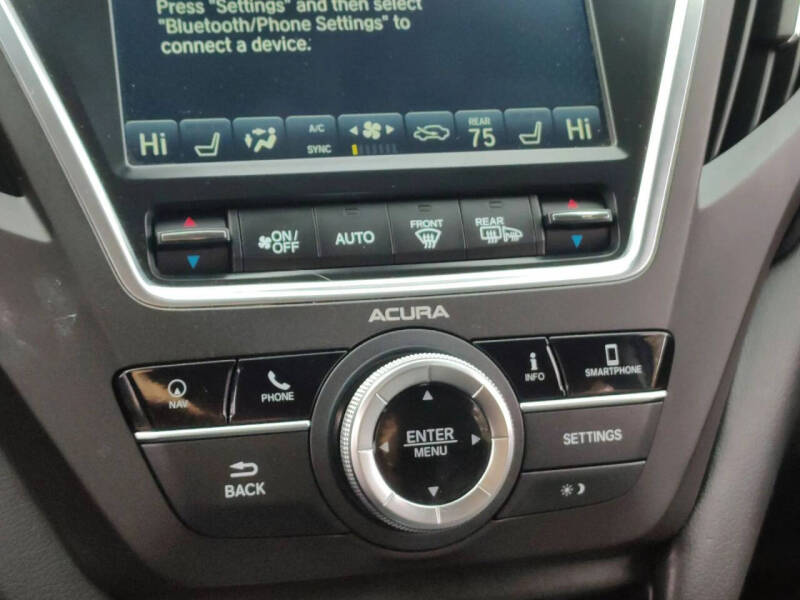 Press "Settings" and then select
"Bluetooth/Phone Settings" to
connect a device.
Hi A/C SYNC REAR 75 Hi
ON/OFF AUTO FRONT REAR
ACURA
NAV PHONE INFO SMARTPHONE
ENTER
MENU
SETTINGS
BACK